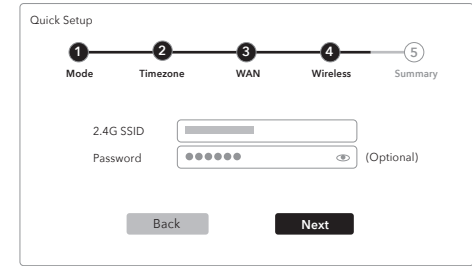 Quick Setup
1 2 3 4 5
Mode Timezone WAN Wireless Summary
2.4G SSID
Password (Optional)
Back Next